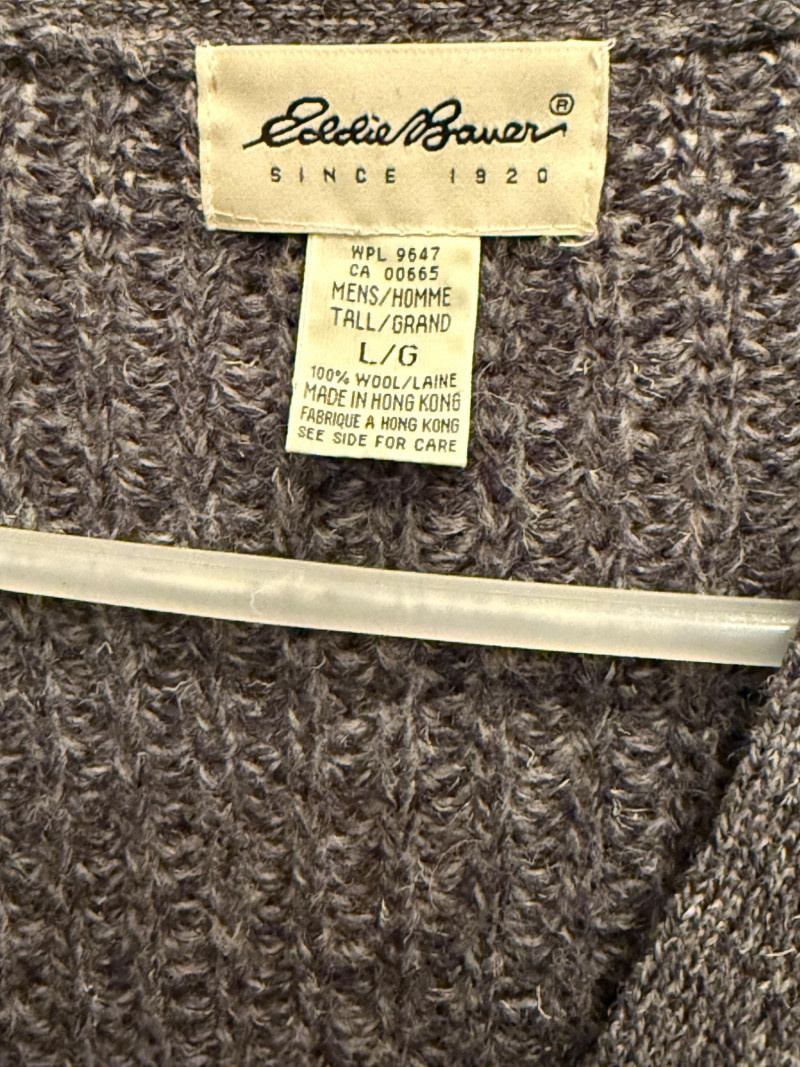 Eddie Bauer®
SINCE 1920
WPL 9647
CA 00665
MENS/HOMME
TALL/GRAND
L/G
100% WOOL/LAINE
MADE IN HONG KONG
FABRIQUE A HONG KONG
SEE SIDE FOR CARE